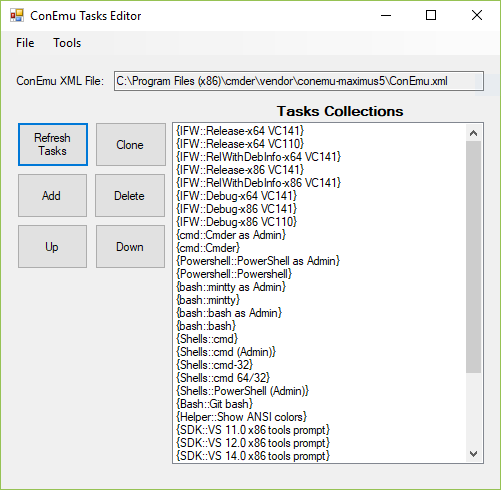 ConEmu Tasks Editor
File Tools
ConEmu XML File: C:\Program Files (x86)\cmder\vendor\conemu-maximus5\ConEmu.xml
Tasks Collections
Refresh Tasks
Clone
Add
Delete
Up
Down
{IFW::Release-x64 VC141}
{IFW::Release-x64 VC110}
{IFW::RelWithDebInfo-x64 VC141}
{IFW::Release-x86 VC141}
{IFW::RelWithDebInfo-x86 VC141}
{IFW::Debug-x64 VC141}
{IFW::Debug-x86 VC141}
{IFW::Debug-x86 VC110}
{cmd::Cmder as Admin}
{cmd::Cmder}
{Powershell::PowerShell as Admin}
{Powershell::Powershell}
{bash::mintty as Admin}
{bash::mintty}
{bash::bash as Admin}
{bash::bash}
{Shells::cmd}
{Shells::cmd (Admin)}
{Shells::cmd-32}
{Shells::cmd 64/32}
{Shells::PowerShell (Admin)}
{Bash::Git bash}
{Helper::Show ANSI colors}
{SDK::VS 11.0 x86 tools prompt}
{SDK::VS 12.0 x86 tools prompt}
{SDK::VS 14.0 x86 tools prompt}